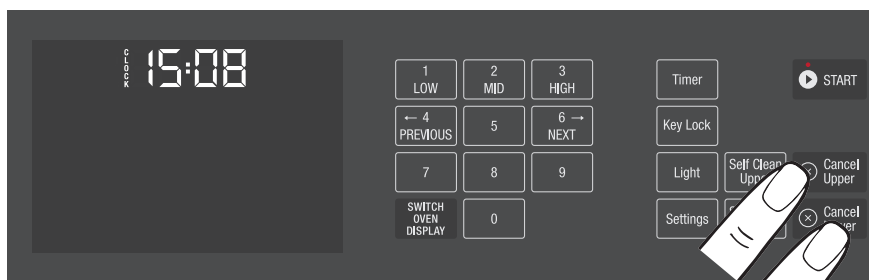 CLOCK
15:08
1
LOW
2
MID
3
HIGH
Timer
START
← 4
PREVIOUS
5
6 →
NEXT
Key Lock
7
8
9
Light
Self Clean
Cancel
Upper
SWITCH
OVEN
DISPLAY
0
Settings
Cancel